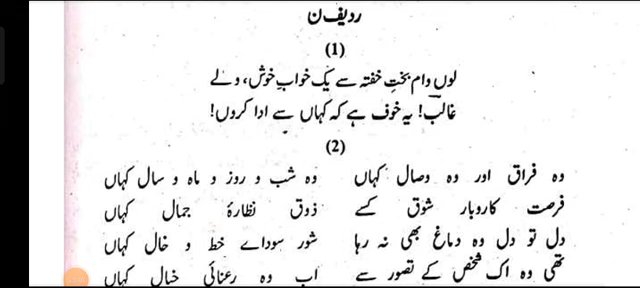 ردیف ن
(1)
لوں دام بختِ خفتہ سے یک خوابِ خوش، ولے
غالب! یہ خوف ہے کہ کہاں سے ادا کروں!
(2)
وہ فراق اور وہ وصال کہاں وہ شب و روز و ماہ و سال کہاں
فرصت کاروبار شوق کسے ذوق نظارۂ جمال کہاں
دل تو دل وہ دماغ بھی نہ رہا شور سوداے خط و خال کہاں
تھی وہ اک شخص کے تصور سے اب وہ رعنائی خیال کہاں